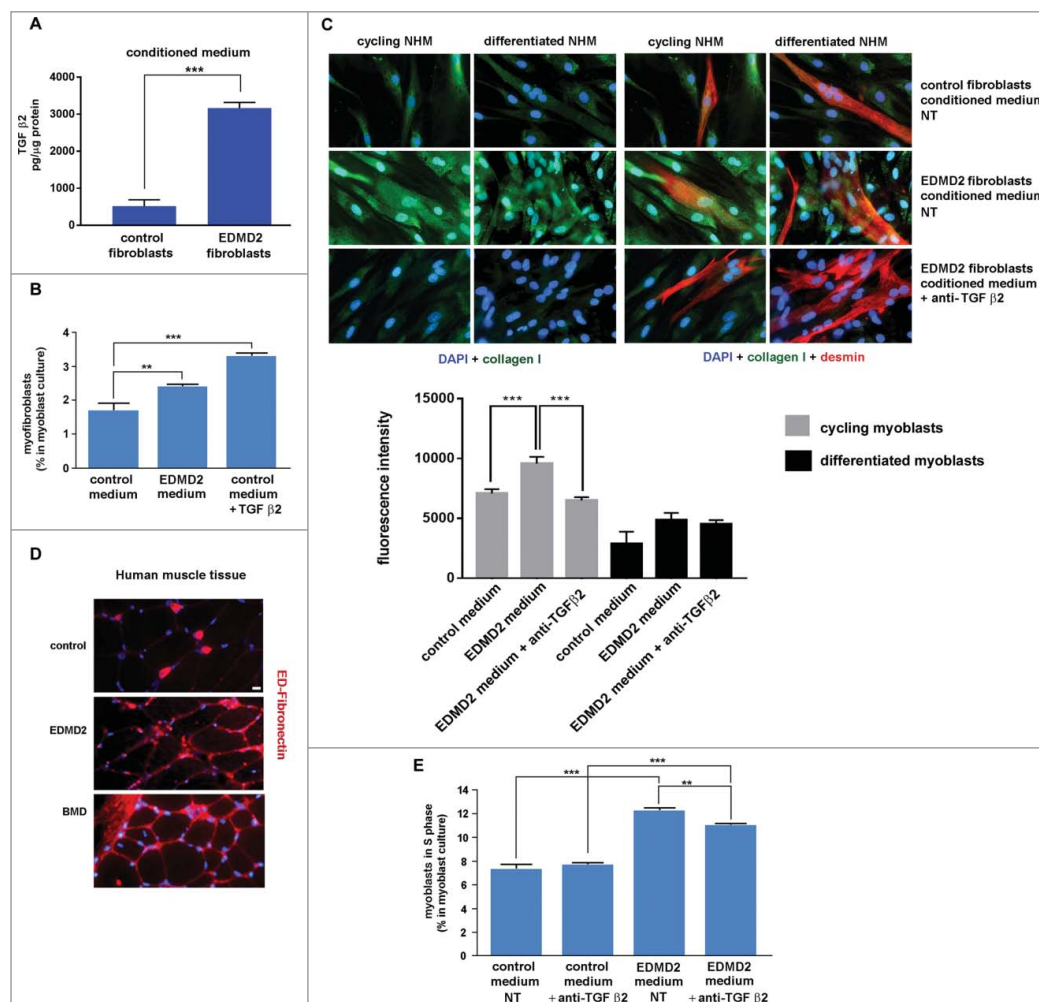 A
conditioned medium
***
4000
3000
2000
1000
0
TGF β2
pg/μg protein
control
fibroblasts
EDMD2
fibroblasts
B
***
**
4
3
2
1
0
myofibroblasts
(% in myoblast culture)
control
medium
EDMD2
medium
control
medium
+ TGF β2
D
Human muscle tissue
control
EDMD2
BMD
ED-Fibronectin
C
cycling NHM
differentiated NHM
cycling NHM
differentiated NHM
control fibroblasts
conditioned medium
NT
EDMD2 fibroblasts
conditioned medium
NT
EDMD2 fibroblasts
coditioned medium
+ anti-TGF β2
DAPI + collagen I
DAPI + collagen I + desmin
15000
10000
5000
0
fluorescence intensity
***
***
cycling myoblasts
differentiated myoblasts
control medium
EDMD2 medium
EDMD2 medium + anti-TGFβ2
control medium
EDMD2 medium
EDMD2 medium + anti-TGFβ2
E
***
***
**
14
12
10
8
6
4
2
0
myoblasts in S phase
(% in myoblast culture)
control
medium
NT
control
medium
+ anti-TGF β2
EDMD2
medium
NT
EDMD2
medium
+ anti-TGF β2